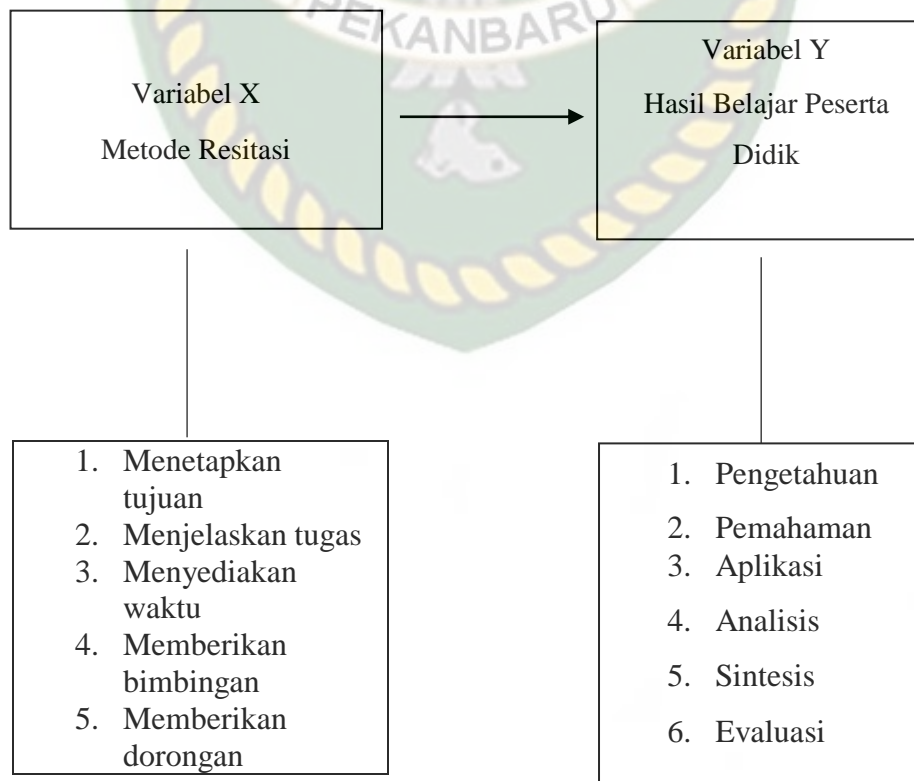 PEKANBARU
Variabel X
Metode Resitasi
Variabel Y
Hasil Belajar Peserta
Didik
1. Menetapkan
tujuan
2. Menjelaskan tugas
3. Menyediakan
waktu
4. Memberikan
bimbingan
5. Memberikan
dorongan
1. Pengetahuan
2. Pemahaman
3. Aplikasi
4. Analisis
5. Sintesis
6. Evaluasi